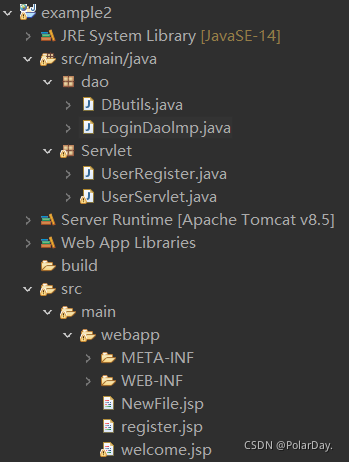 example2
JRE System Library [JavaSE-14]
src/main/java
dao
DButils.java
LoginDaoImp.java
Servlet
UserRegister.java
UserServlet.java
Server Runtime [Apache Tomcat v8.5]
Web App Libraries
build
src
main
webapp
META-INF
WEB-INF
NewFile.jsp
register.jsp
welcome.jsp
CSDN @PolarDay.